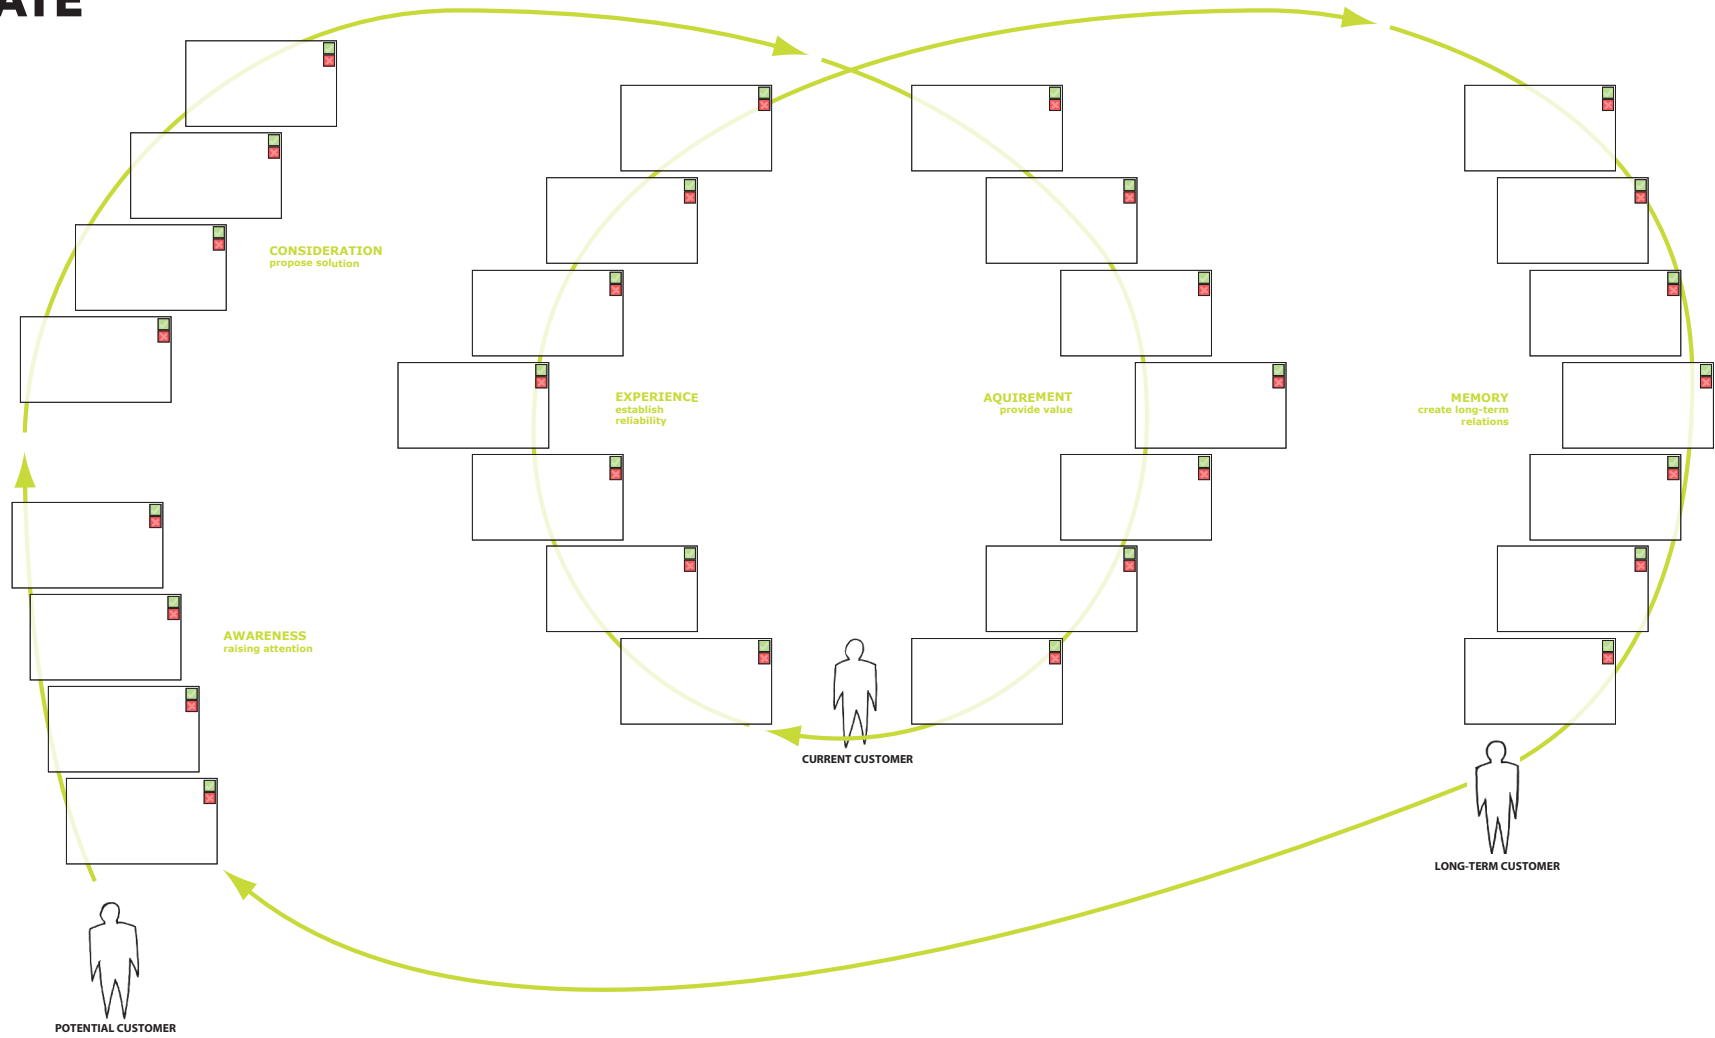 CONSIDERATION
propose solution
EXPERIENCE
establish
reliability
AQUIREMENT
provide value
MEMORY
create long-term
relations
AWARENESS
raising attention
CURRENT CUSTOMER
LONG-TERM CUSTOMER
POTENTIAL CUSTOMER